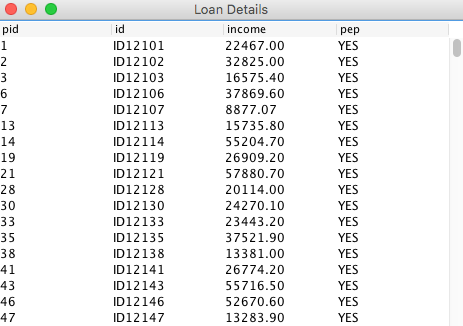 Loan Details
pid id income pep
1 ID12101 22467.00 YES
2 ID12102 32825.00 YES
3 ID12103 16575.40 YES
6 ID12106 37869.60 YES
7 ID12107 8877.07 YES
13 ID12113 15735.80 YES
14 ID12114 55204.70 YES
19 ID12119 26909.20 YES
21 ID12121 57880.70 YES
28 ID12128 20114.00 YES
30 ID12130 24270.10 YES
33 ID12133 23443.20 YES
35 ID12135 37521.90 YES
38 ID12138 13381.00 YES
41 ID12141 26774.20 YES
43 ID12143 55716.50 YES
46 ID12146 52670.60 YES
47 ID12147 13283.90 YES